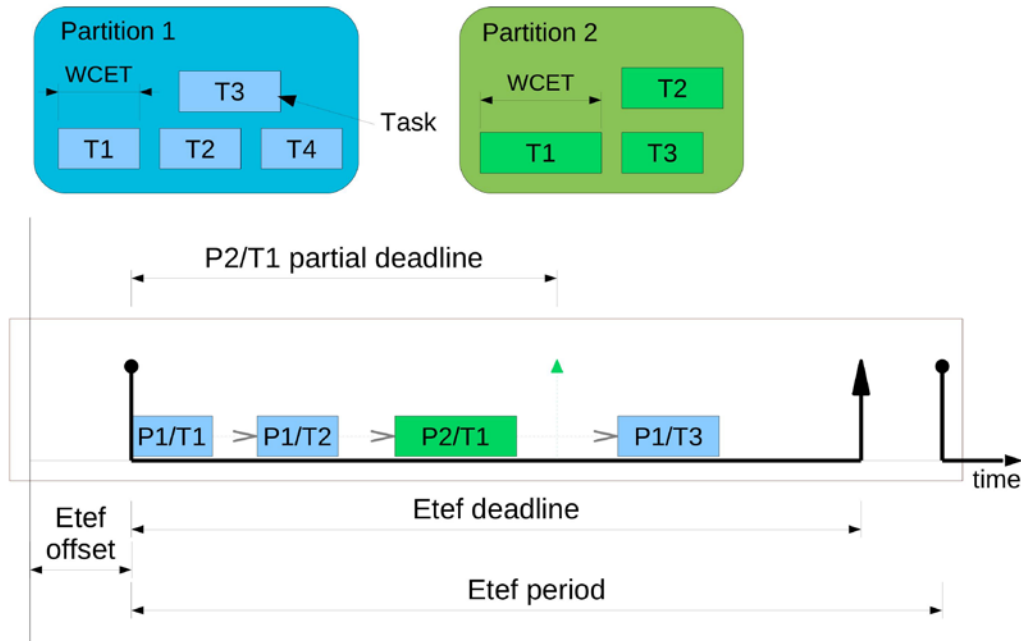 Partition 1
WCET
T3
T1
T2
T4
Task
Partition 2
WCET
T2
T1
T3
P2/T1 partial deadline
P1/T1
P1/T2
P2/T1
P1/T3
time
Etef
offset
Etef deadline
Etef period